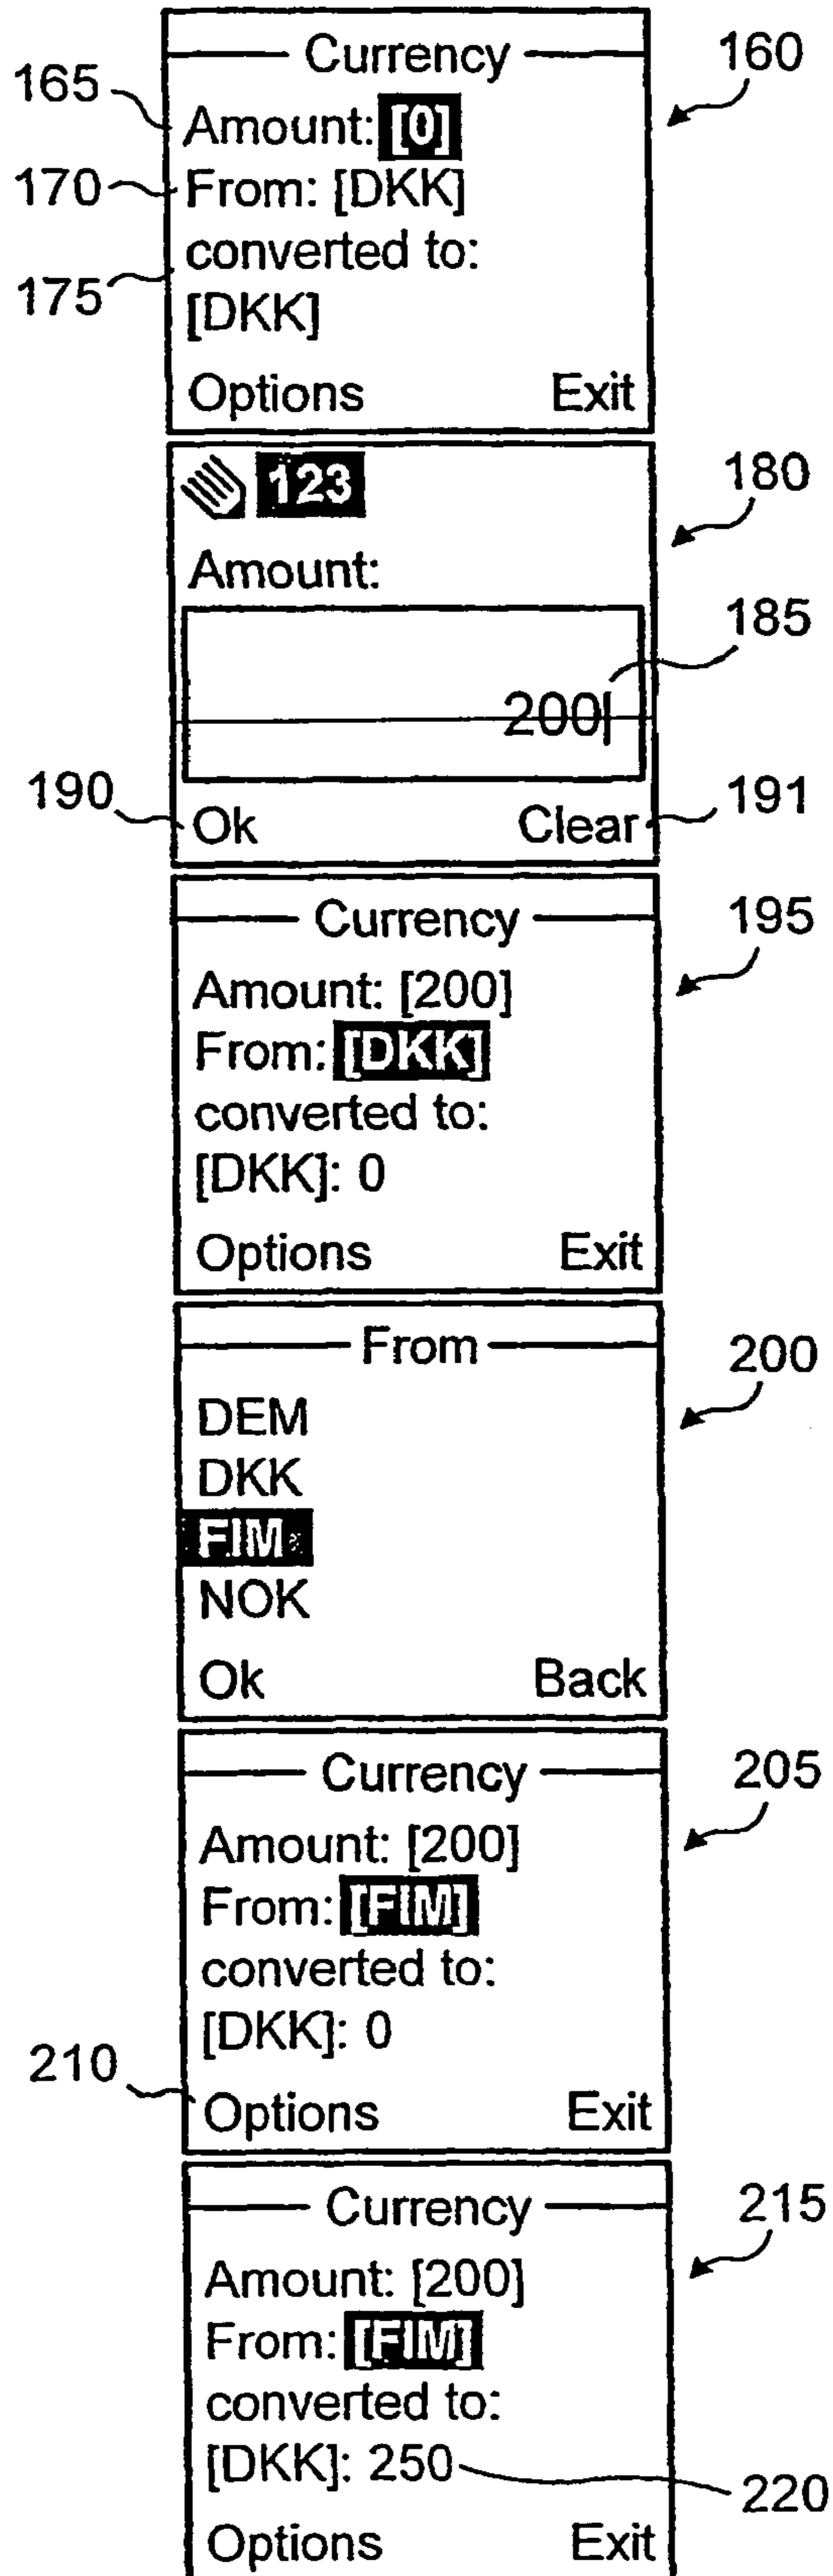 Currency
160
165
Amount: [0]
170
From: [DKK]
converted to:
175
[DKK]
Options Exit
123
180
Amount:
185
200
190
Ok Clear
191
Currency
195
Amount: [200]
From: [DKK]
converted to:
[DKK]: 0
Options Exit
From
200
DEM
DKK
FIM
NOK
Ok Back
Currency
205
Amount: [200]
From: [FIM]
converted to:
[DKK]: 0
210
Options Exit
Currency
215
Amount: [200]
From: [FIM]
converted to:
[DKK]: 250
220
Options Exit